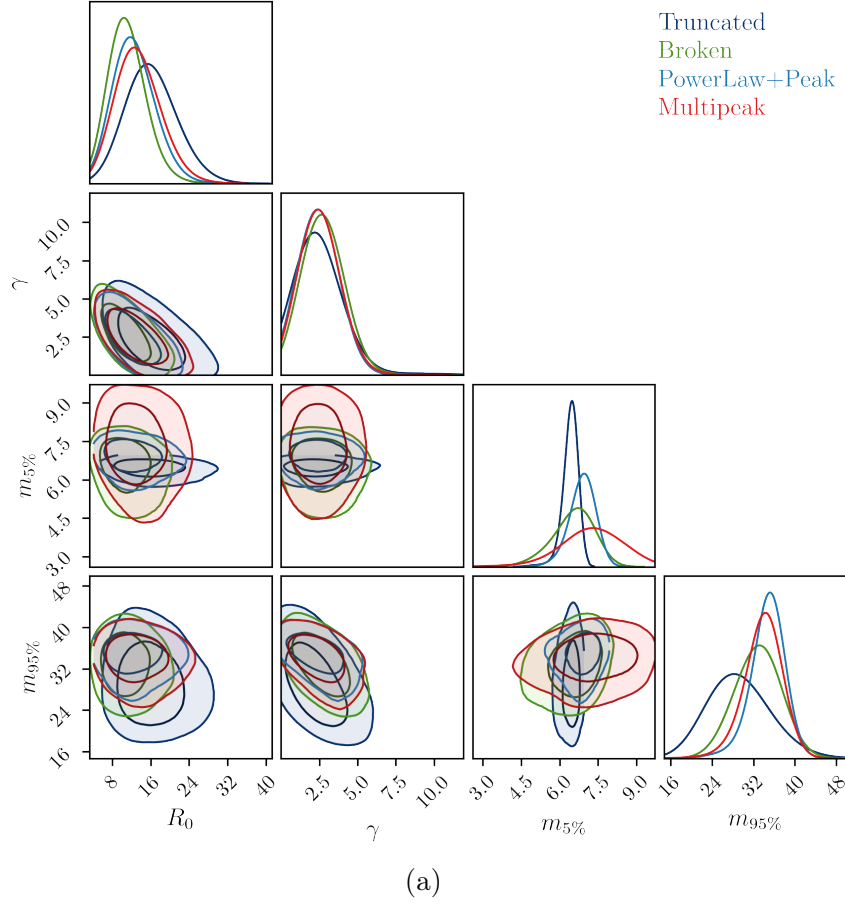 Truncated
Broken
PowerLaw+Peak
Multipeak
γ
10.0
7.5
5.0
2.5
m5%
9.0
7.5
6.0
4.5
3.0
m95%
48
40
32
24
16
8 16 24 32 40
R0
2.5 5.0 7.5 10.0
γ
3.0 4.5 6.0 7.5 9.0
m5%
16 24 32 40 48
m95%
(a)